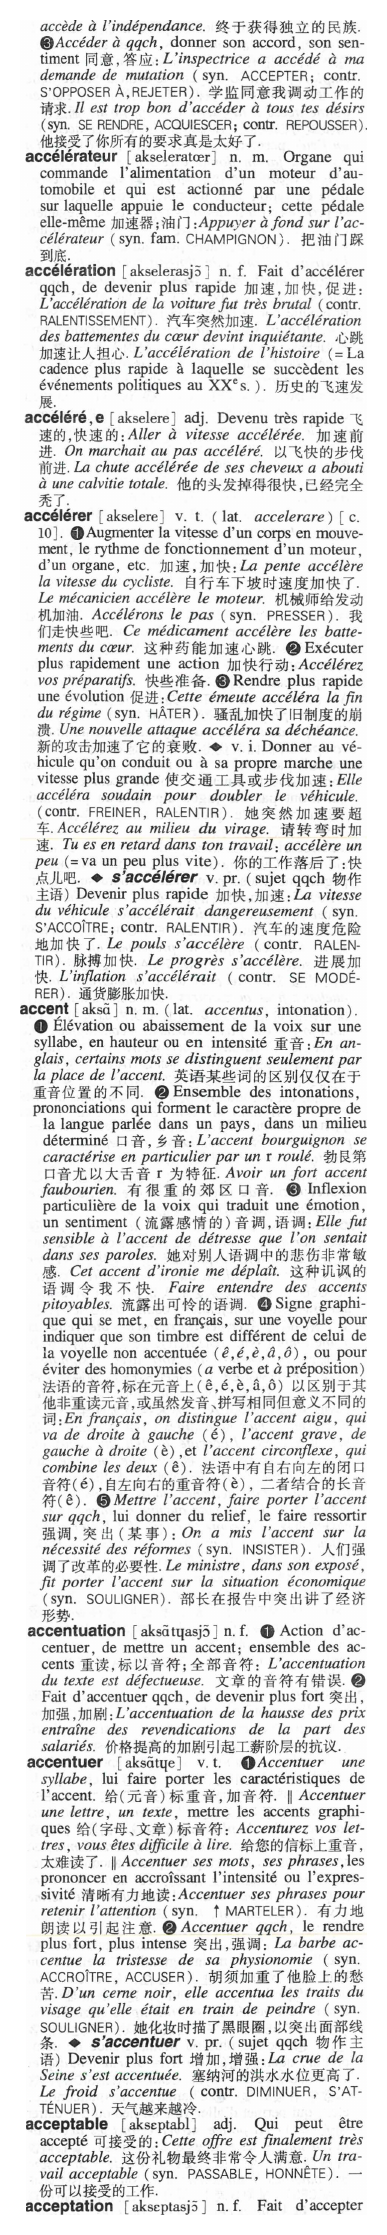 accède à l'indépendance. 终于获得独立的民族.
❸Accéder à qqch, donner son accord, son sen-
timent 同意,答应: L'inspectrice a accédé à ma
demande de mutation ( syn. ACCEPTER; contr.
S'OPPOSER À, REJETER). 学监同意我调动工作的
请求. Il est trop bon d'accéder à tous tes désirs
(syn. SE RENDRE, ACQUIESCER; contr. REPOUSSER).
他接受了你所有的要求真是太好了.
accélérateur [akseleratœr] n. m. Organe qui
commande l'alimentation d'un moteur d'au-
tomobile et qui est actionné par une pédale
sur laquelle appuie le conducteur; cette pédale
elle-même 加速器;油门: Appuyer à fond sur l'ac-
célérateur ( syn. fam. CHAMPIGNON). 把油门踩
到底.
accélération [akselerasjɔ̃] n. f. Fait d'accélérer
qqch, de devenir plus rapide 加速,加快,促进:
L'accélération de la voiture fut très brutal (contr.
RALENTISSEMENT). 汽车突然加速. L'accélération
des battements du cœur devint inquiétante. 心跳
加速让人担心. L'accélération de l'histoire (=La
cadence plus rapide à laquelle se succèdent les
événements politiques au XXᵉ s. ). 历史的飞速发
展.
accéléré, e [akselere] adj. Devenu très rapide 飞
速的,快速的: Aller à vitesse accélérée. 加速前
进. On marchait au pas accéléré. 以飞快的步伐
前进. La chute accélérée de ses cheveux a abouti
à une calvitie totale. 他的头发掉得很快,已经完全
秃了.
accélérer [akselere] v. t. ( lat. accelerare) [ c.
10]. ❶Augmenter la vitesse d'un corps en mouve-
ment, le rythme de fonctionnement d'un moteur,
d'un organe, etc. 加速,加快: La pente accélère
la vitesse du cycliste. 自行车下坡时速度加快了.
Le mécanicien accélère le moteur. 机械师给发动
机加油. Accélérons le pas ( syn. PRESSER). 我
们走快些吧. Ce médicament accélère les batte-
ments du cœur. 这种药能加速心跳. ❷ Exécuter
plus rapidement une action 加快行动: Accélérez
vos préparatifs. 快些准备. ❸ Rendre plus rapide
une évolution 促进: Cette émeute accéléra la fin
du régime (syn. HÂTER). 骚乱加快了旧制度的崩
溃. Une nouvelle attaque accéléra sa déchéance.
新的攻击加速了它的衰败. ◆ v. i. Donner au vé-
hicule qu'on conduit ou à sa propre marche une
vitesse plus grande 使交通工具或步伐加速: Elle
accéléra soudain pour doubler le véhicule.
(contr. FREINER, RALENTIR). 她突然加速要超
车. Accélérez au milieu du virage. 请转弯时加
速. Tu es en retard dans ton travail: accélère un
peu (=va un peu plus vite). 你的工作落后了:快
点儿吧. ◆ s'accélérer v. pr. ( sujet qqch 物作
主语) Devenir plus rapide 加快,加速: La vitesse
du véhicule s'accélérait dangereusement ( syn.
S'ACCOÎTRE; contr. RALENTIR). 汽车的速度危险
地加快了. Le pouls s'accélère ( contr. RALEN-
TIR). 脉搏加快. Le progrès s'accélère. 进展加
快. L'inflation s'accélérait ( contr. SE MODÉ-
RER). 通货膨胀加快.
accent [aksɑ̃] n. m. (lat. accentus, intonation).
❶ Élévation ou abaissement de la voix sur une
syllabe, en hauteur ou en intensité 重音: En an-
glais, certains mots se distinguent seulement par
la place de l'accent. 英语某些词的区别仅仅在于
重音位置的不同. ❷ Ensemble des intonations,
prononciations qui forment le caractère propre de
la langue parlée dans un pays, dans un milieu
déterminé 口音,乡音: L'accent bourguignon se
caractérise en particulier par un r roulé. 勃艮第
口音尤以大舌音 r 为特征. Avoir un fort accent
faubourien. 有很重的郊区口音. ❸ Inflexion
particulière de la voix qui traduit une émotion,
un sentiment (流露感情的)音调,语调: Elle fut
sensible à l'accent de détresse que l'on sentait
dans ses paroles. 她对别人语调中的悲伤非常敏
感. Cet accent d'ironie me déplaît. 这种讥讽的
语调令我不快. Faire entendre des accents
pitoyables. 流露出可怜的语调. ❹ Signe graphi-
que qui se met, en français, sur une voyelle pour
indiquer que son timbre est différent de celui de
la voyelle non accentuée (ê,é,è,â,ô), ou pour
éviter des homonymies (a verbe et à préposition)
法语的音符,标在元音上(ê,é,è,â,ô)以区别于其
他非重读元音,或虽然发音、拼写相同但意义不同的
词: En français, on distingue l'accent aigu, qui
va de droite à gauche (é), l'accent grave, de
gauche à droite (è), et l'accent circonflexe, qui
combine les deux (ê). 法语中有自右向左的闭口
音符(é),自左向右的重音符(è), 二者结合的长音
符(ê). ❺ Mettre l'accent, faire porter l'accent
sur qqch, lui donner du relief, le faire ressortir
强调,突出(某事): On a mis l'accent sur la
nécessité des réformes (syn. INSISTER). 人们强
调了改革的必要性. Le ministre, dans son exposé,
fit porter l'accent sur la situation économique
(syn. SOULIGNER). 部长在报告中突出讲了经济
形势.
accentuation [aksɑ̃tɥasjɔ̃] n. f. ❶ Action d'ac-
centuer, de mettre un accent; ensemble des ac-
cents 重读,标以音符;全部音符: L'accentuation
du texte est défectueuse. 文章的音符有错误. ❷
Fait d'accentuer qqch, de devenir plus fort 突出,
加强,加剧: L'accentuation de la hausse des prix
entraîne des revendications de la part des
salariés. 价格提高的加剧引起工薪阶层的抗议.
accentuer [aksɑ̃tɥe] v. t. ❶Accentuer une
syllabe, lui faire porter les caractéristiques de
l'accent. 给(元音)标重音,加音符. ‖ Accentuer
une lettre, un texte, mettre les accents graphi-
ques 给(字母、文章)标音符: Accenturez vos let-
tres, vous êtes difficile à lire. 给您的信标上重音,
太难读了. ‖ Accentuer ses mots, ses phrases, les
prononcer en accroîssant l'intensité ou l'expres-
sivité 清晰有力地读: Accentuer ses phrases pour
retenir l'attention (syn. ↑ MARTELER). 有力地
朗读以引起注意. ❷ Accentuer qqch, le rendre
plus fort, plus intense 突出,强调: La barbe ac-
centue la tristesse de sa physionomie ( syn.
ACCROÎTRE, ACCUSER). 胡须加重了他脸上的愁
苦. D'un cerne noir, elle accentua les traits du
visage qu'elle était en train de peindre ( syn.
SOULIGNER). 她化妆时描了黑眼圈,以突出面部线
条. ◆ s'accentuer v. pr. (sujet qqch 物作主
语) Devenir plus fort 增加,增强: La crue de la
Seine s'est accentuée. 塞纳河的洪水水位更高了.
Le froid s'accentue ( contr. DIMINUER, S'AT-
TÉNUER). 天气越来越冷.
acceptable [aksɛptabl] adj. Qui peut être
accepté 可接受的: Cette offre est finalement très
acceptable. 这份礼物最终非常令人满意. Un tra-
vail acceptable (syn. PASSABLE, HONNÊTE). 一
份可以接受的工作.
acceptation [aksɛptasjɔ̃] n. f. Fait d'accepter